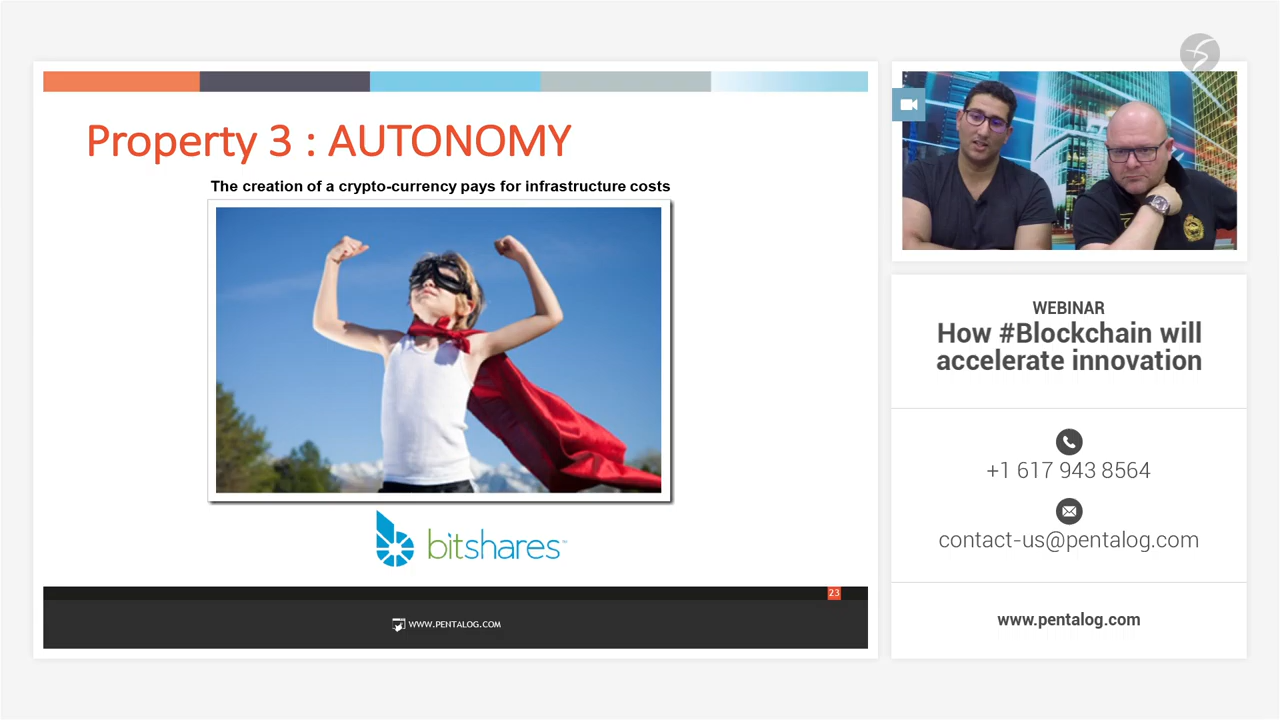 Property 3 : AUTONOMY
The creation of a crypto-currency pays for infrastructure costs
bitshares™
23
WWW.PENTALOG.COM
WEBINAR
How #Blockchain will
accelerate innovation
+1 617 943 8564
contact-us@pentalog.com
www.pentalog.com